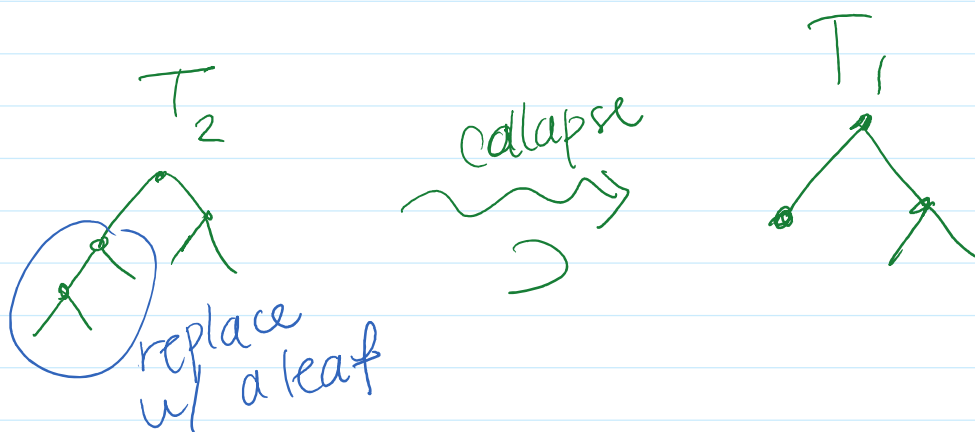 T₂
collapse
⊃
T₁
replace
w/ a leaf